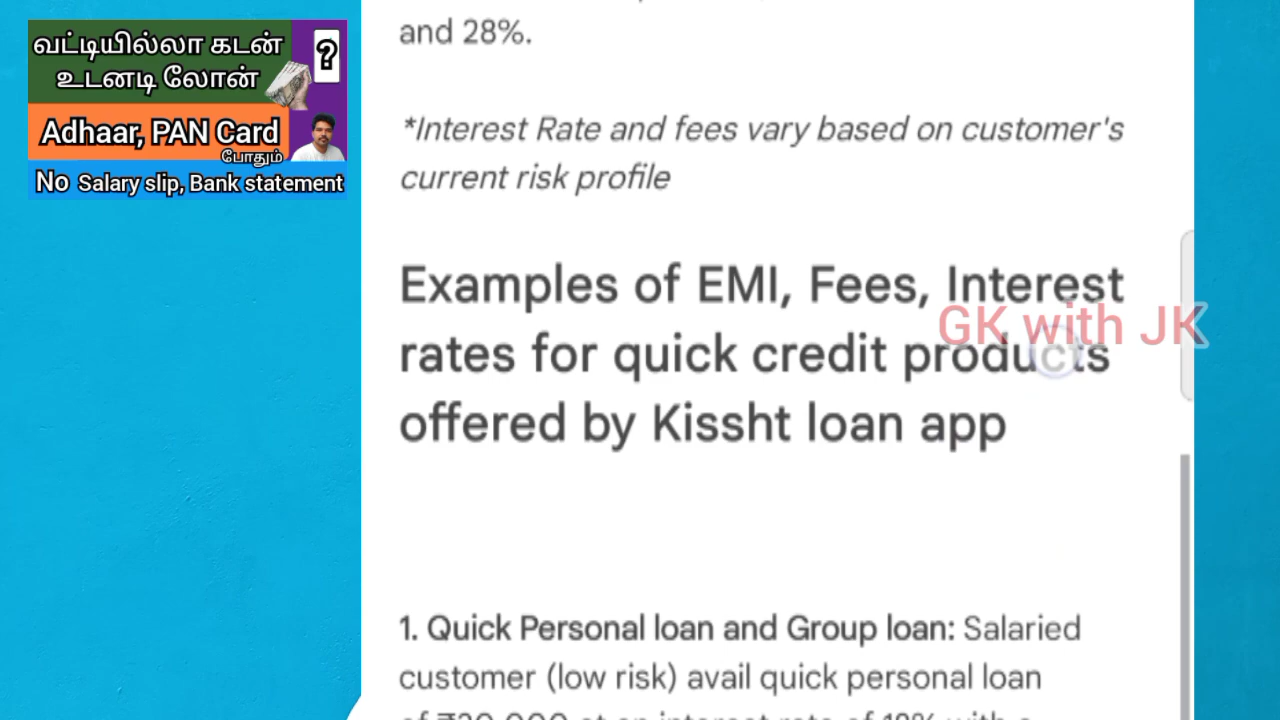 வட்டியில்லா கடன்
உடனடி லோன்
?
Adhaar, PAN Card
போதும்
No Salary slip, Bank statement
and 28%.
*Interest Rate and fees vary based on customer's
current risk profile
Examples of EMI, Fees, Interest
rates for quick credit products
offered by Kissht loan app
GK with JK
1. Quick Personal loan and Group loan: Salaried
customer (low risk) avail quick personal loan